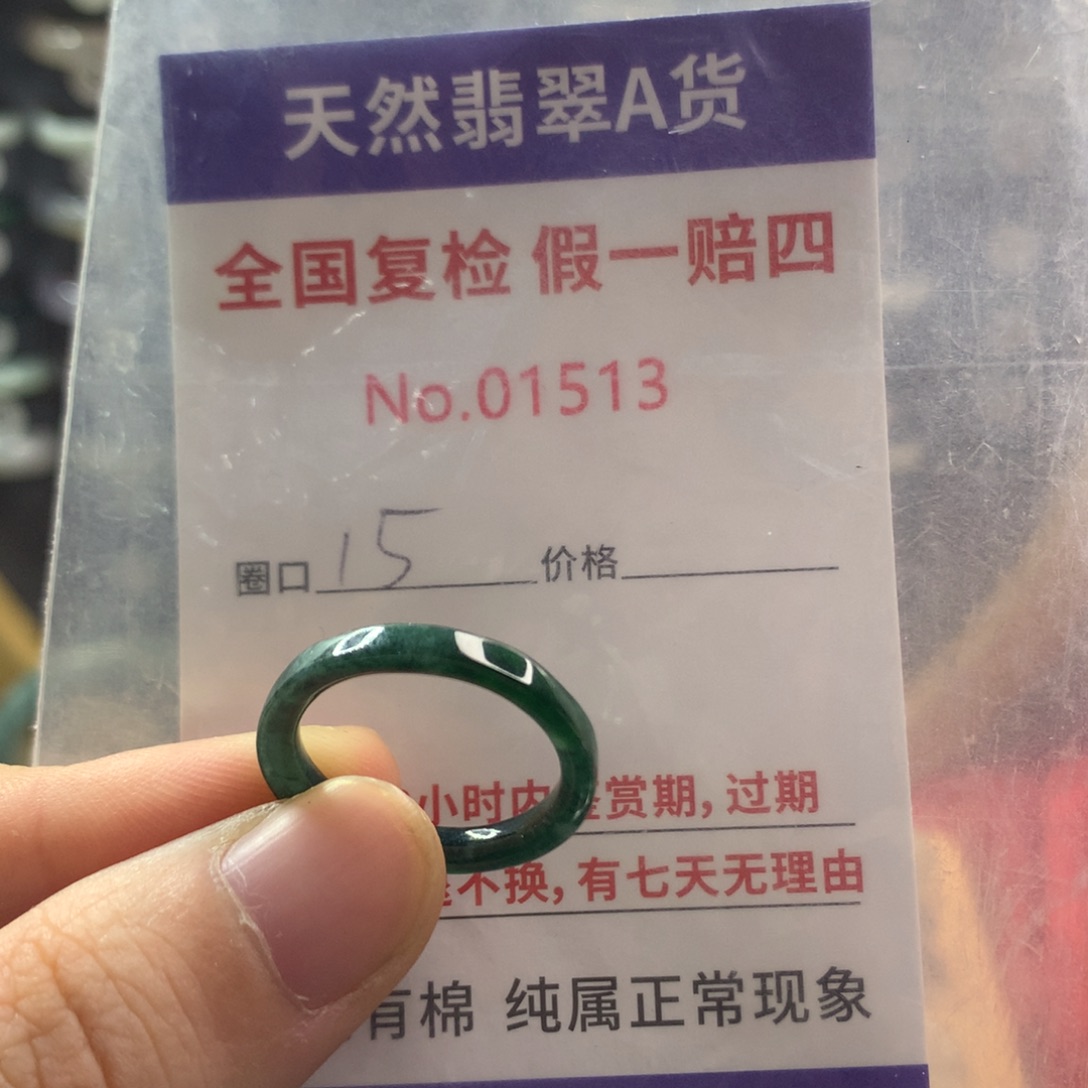 天然翡翠A货
全国复检 假一赔四
No.01513
圈口 15 价格
小时内鉴赏期,过期
不换,有七天无理由
有棉 纯属正常现象